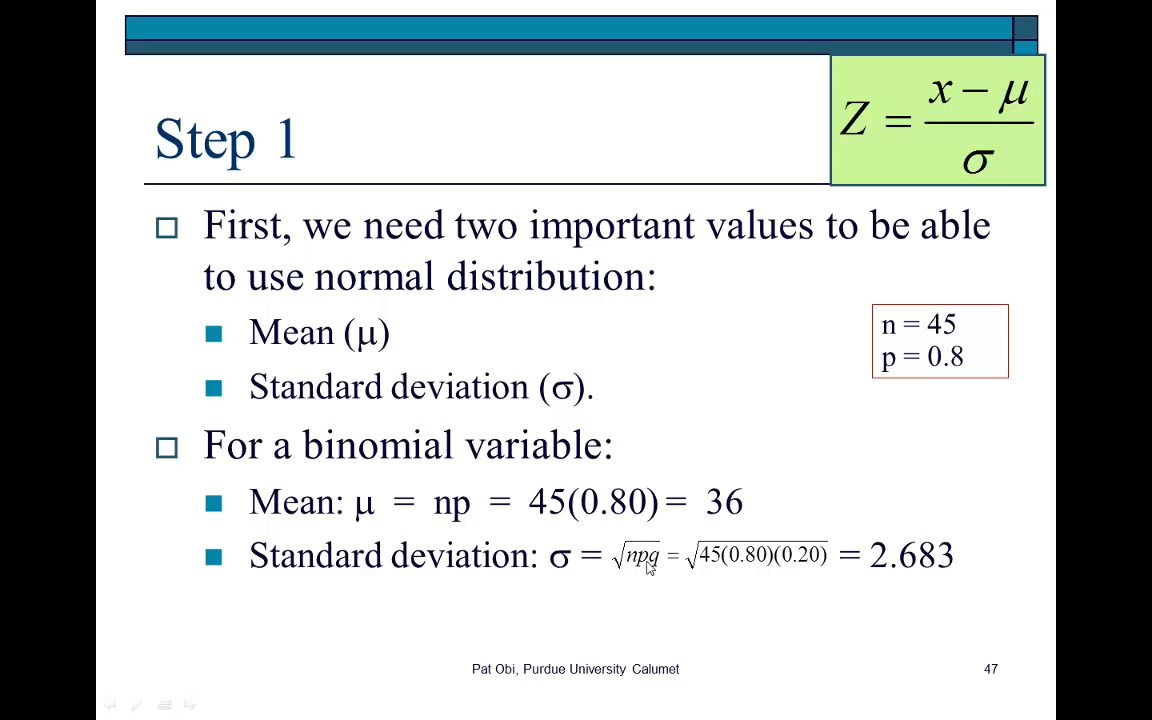 Z = (x − μ) / σ
Step 1
First, we need two important values to be able
to use normal distribution:
Mean (μ)
n = 45
p = 0.8
Standard deviation (σ).
For a binomial variable:
Mean: μ = np = 45(0.80) = 36
Standard deviation: σ = √npq = √45(0.80)(0.20) = 2.683
Pat Obi, Purdue University Calumet
47